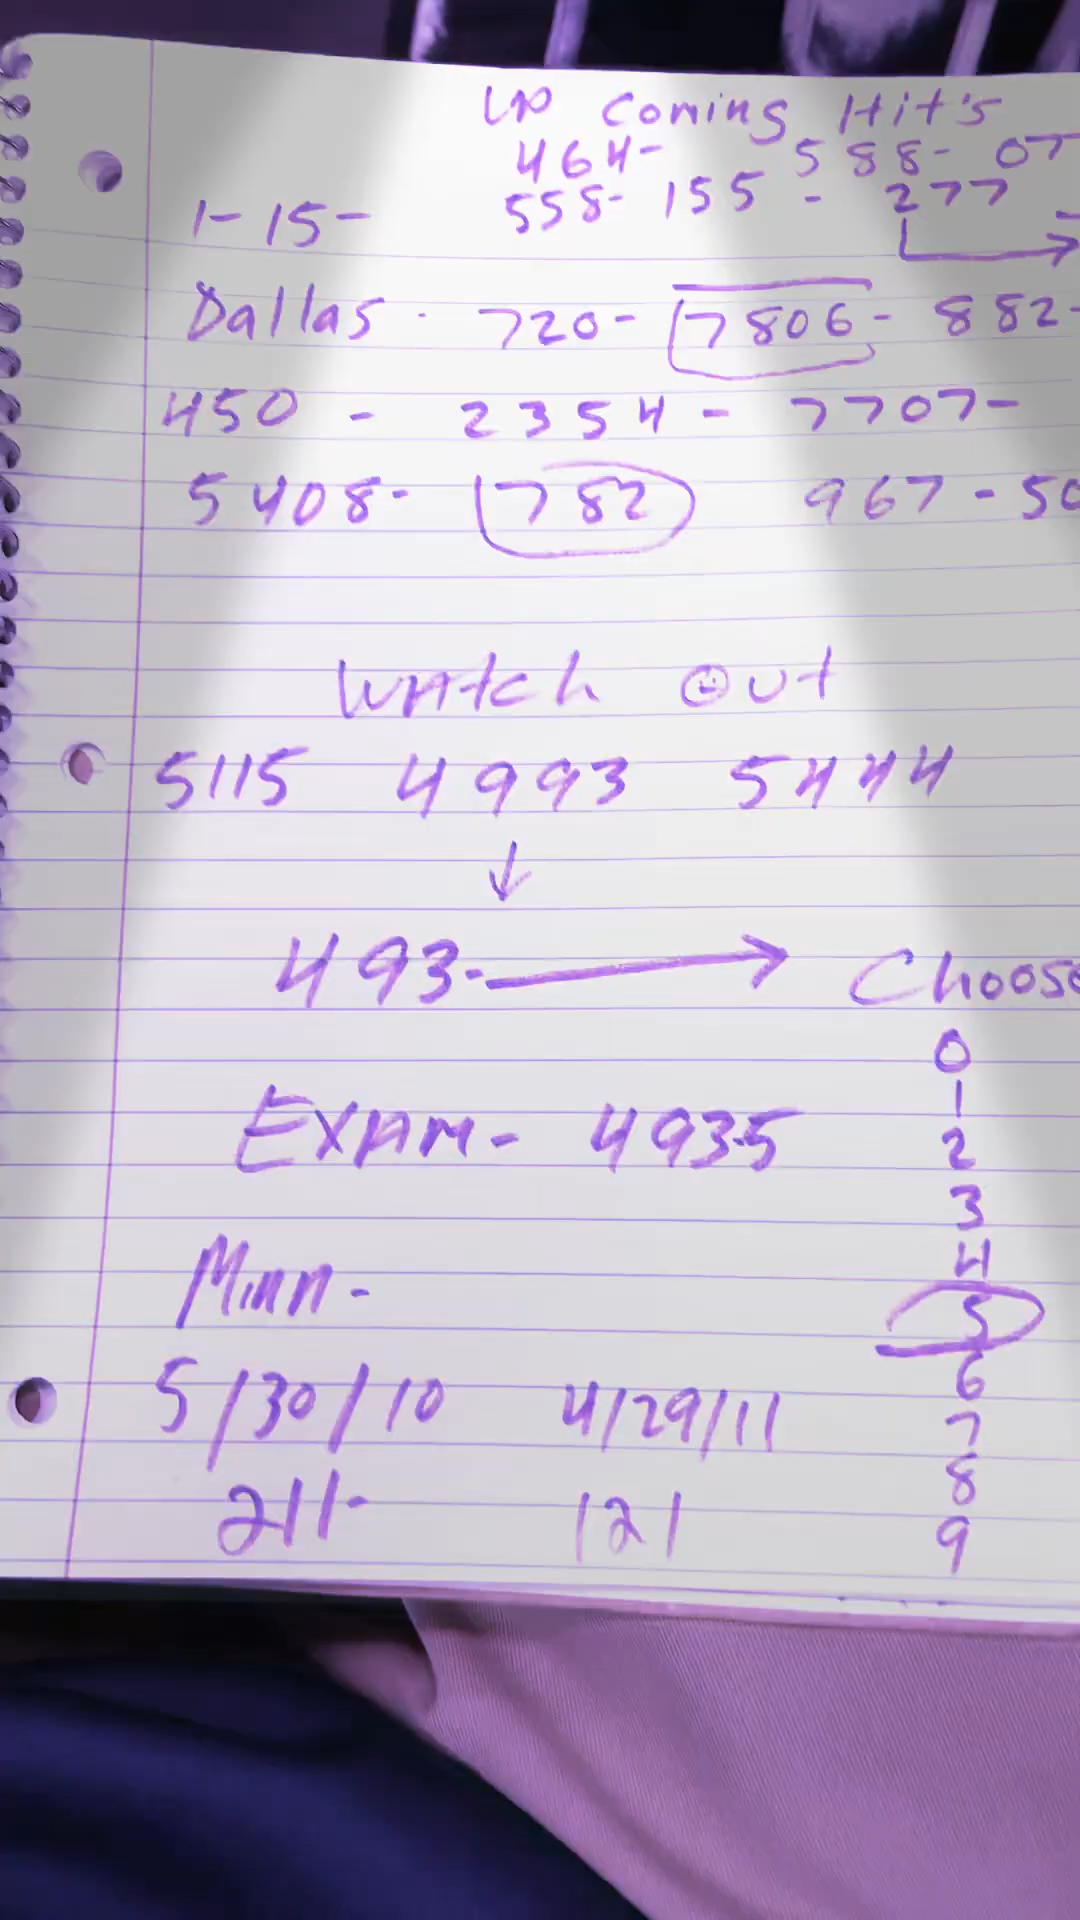 UP Coming Hit's
464- 588- 07
1-15- 558- 155 - 277
Dallas - 720- 7806- 882-
450 - 2354 - 7707-
5408- 782 967 - 50
Watch Out
5115 4993 5444
493- Choose
0
1
Exam- 4935
2
3
4
Minn-
5
6
5/30/10 4/29/11
7
8
211- 121
9